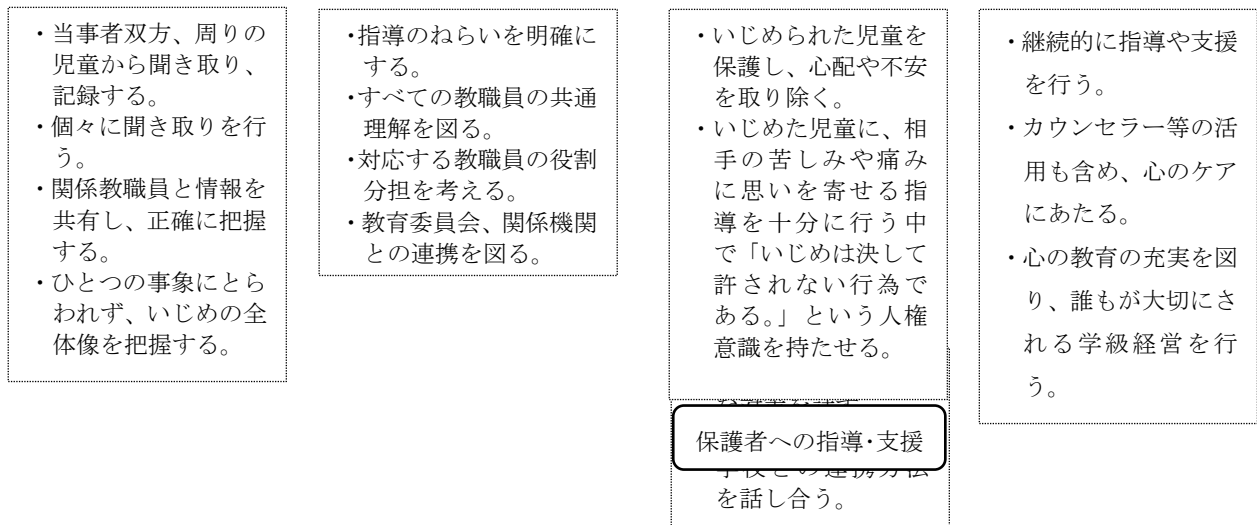 ・当事者双方、周りの
児童から聞き取り、
記録する。
・個々に聞き取りを行
う。
・関係教職員と情報を
共有し、正確に把握
する。
・ひとつの事象にとら
われず、いじめの全
体像を把握する。
・指導のねらいを明確に
する。
・すべての教職員の共通
理解を図る。
・対応する教職員の役割
分担を考える。
・教育委員会、関係機関
との連携を図る。
・いじめられた児童を
保護し、心配や不安
を取り除く。
・いじめた児童に、相
手の苦しみや痛み
に思いを寄せる指
導を十分に行う中
で「いじめは決して
許されない行為で
ある。」という人権
意識を持たせる。
保護者への指導・支援
を話し合う。
・継続的に指導や支援
を行う。
・カウンセラー等の活
用も含め、心のケア
にあたる。
・心の教育の充実を図
り、誰もが大切にさ
れる学級経営を行
う。